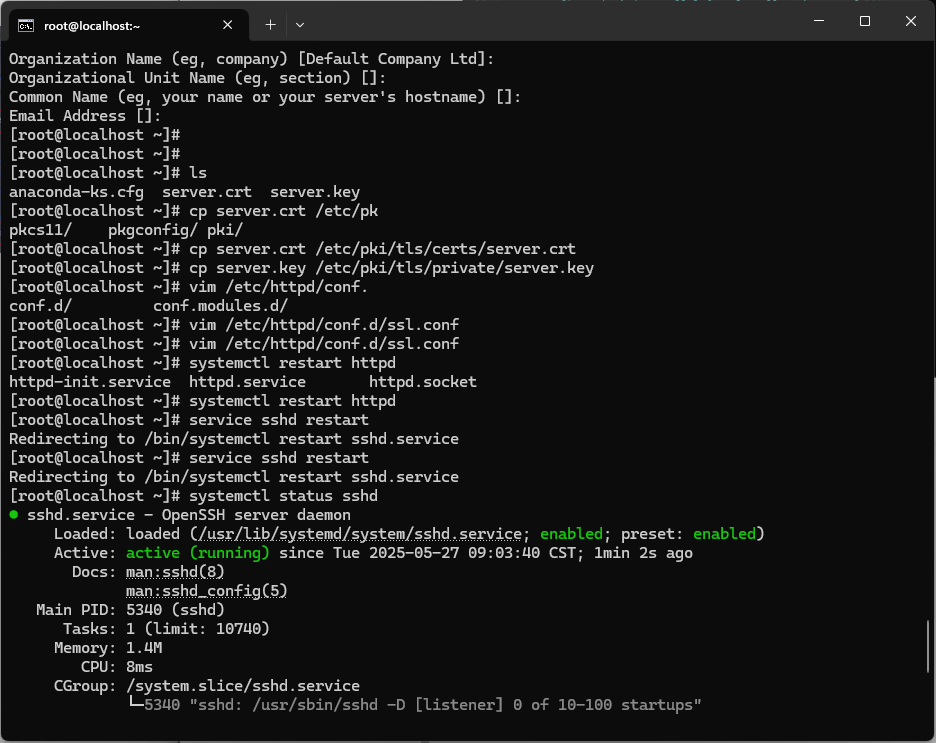 root@localhost:~
Organization Name (eg, company) [Default Company Ltd]:
Organizational Unit Name (eg, section) []:
Common Name (eg, your name or your server's hostname) []:
Email Address []:
[root@localhost ~]#
[root@localhost ~]#
[root@localhost ~]# ls
anaconda-ks.cfg  server.crt  server.key
[root@localhost ~]# cp server.crt /etc/pk
pkcs11/    pkgconfig/ pki/
[root@localhost ~]# cp server.crt /etc/pki/tls/certs/server.crt
[root@localhost ~]# cp server.key /etc/pki/tls/private/server.key
[root@localhost ~]# vim /etc/httpd/conf.
conf.d/         conf.modules.d/
[root@localhost ~]# vim /etc/httpd/conf.d/ssl.conf
[root@localhost ~]# vim /etc/httpd/conf.d/ssl.conf
[root@localhost ~]# systemctl restart httpd
httpd-init.service  httpd.service       httpd.socket
[root@localhost ~]# systemctl restart httpd
[root@localhost ~]# service sshd restart
Redirecting to /bin/systemctl restart sshd.service
[root@localhost ~]# service sshd restart
Redirecting to /bin/systemctl restart sshd.service
[root@localhost ~]# systemctl status sshd
● sshd.service - OpenSSH server daemon
     Loaded: loaded (/usr/lib/systemd/system/sshd.service; enabled; preset: enabled)
     Active: active (running) since Tue 2025-05-27 09:03:40 CST; 1min 2s ago
       Docs: man:sshd(8)
             man:sshd_config(5)
   Main PID: 5340 (sshd)
      Tasks: 1 (limit: 10740)
     Memory: 1.4M
        CPU: 8ms
     CGroup: /system.slice/sshd.service
             └─5340 "sshd: /usr/sbin/sshd -D [listener] 0 of 10-100 startups"